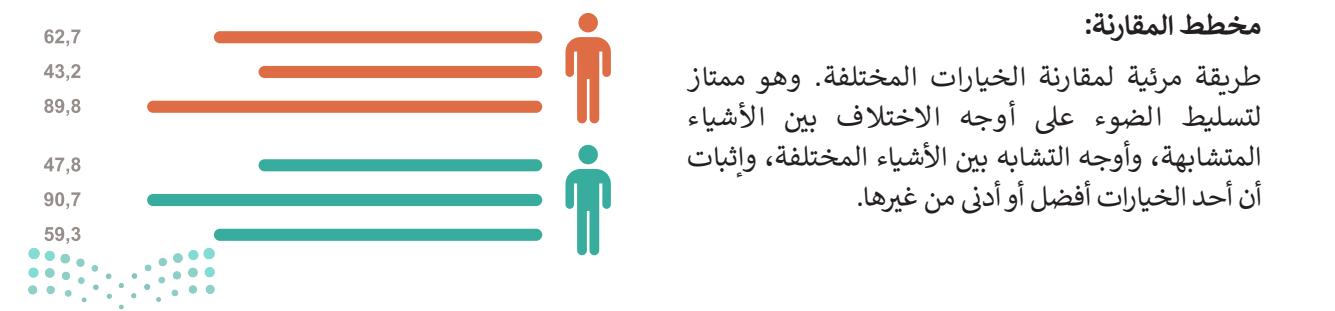 مخطط المقارنة:
طريقة مرئية لمقارنة الخيارات المختلفة. وهو ممتاز
لتسليط الضوء على أوجه الاختلاف بين الأشياء
المتشابهة، وأوجه التشابه بين الأشياء المختلفة، وإثبات
أن أحد الخيارات أفضل أو أدنى من غيرها.
62,7
43,2
89,8
47,8
90,7
59,3